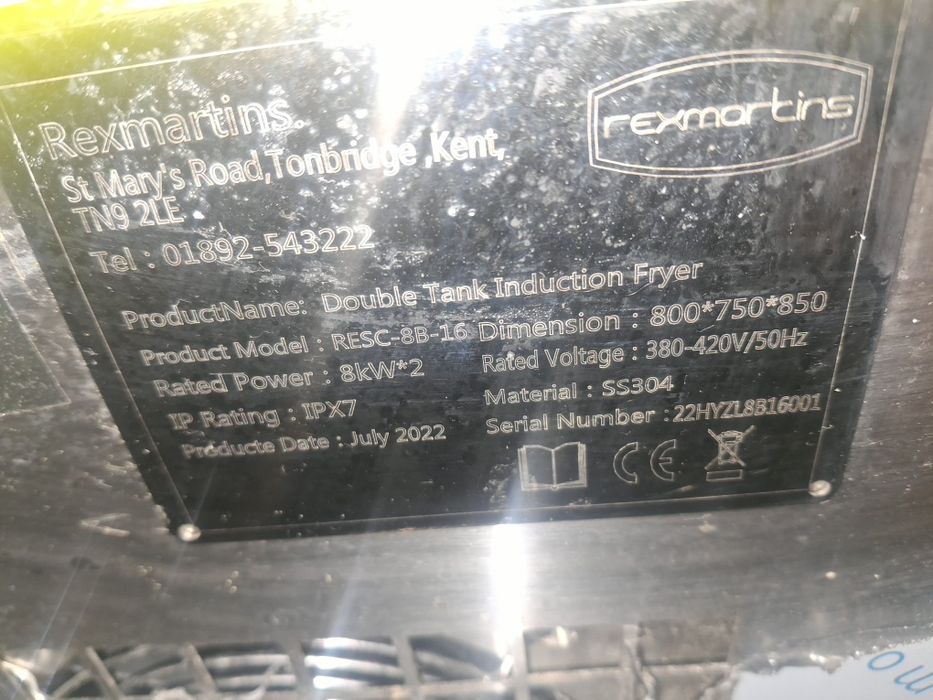 Rexmartins
rexmartins
St Mary's Road,Tonbridge ,Kent,
TN9 2LE
Tel : 01892-543222
ProductName: Double Tank Induction Fryer
Product Model : RESC-8B-16 Dimension : 800*750*850
Rated Power : 8kW*2 Rated Voltage : 380-420V/50Hz
IP Rating : IPX7 Material : SS304
Producte Date : July 2022 Serial Number : 22HYZL8B16001
CE